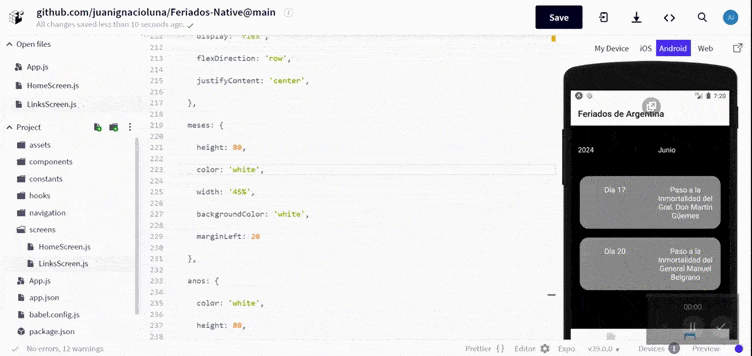 github.com/juanignacioluna/Feriados-Native@main
All changes saved less than 10 seconds ago.
Save
JU
Open files
App.js
HomeScreen.js
LinksScreen.js
Project
assets
components
constants
hooks
navigation
screens
HomeScreen.js
LinksScreen.js
App.js
app.json
babel.config.js
package.json
212 display: 'flex',
213 flexDirection: 'row',
214
215 justifyContent: 'center',
216
217 },
218
219 meses: {
220
221 height: 80,
222
223 color: 'white',
224
225 width: '45%',
226
227 backgroundColor: 'white',
228
229 marginLeft: 20
230
231 },
232
233 anos: {
234
235 color: 'white',
236
237 height: 80,
238
My Device iOS Android Web
7:20
Feriados de Argentina
2024 Junio
Día 17
Paso a la
Inmortalidad del
Gral. Don Martín
Güemes
Día 20
Paso a la
Inmortalidad del
General Manuel
Belgrano
00:00
No errors, 12 warnings
Prettier {} Editor Expo v39.0.0 Devices 1 Preview